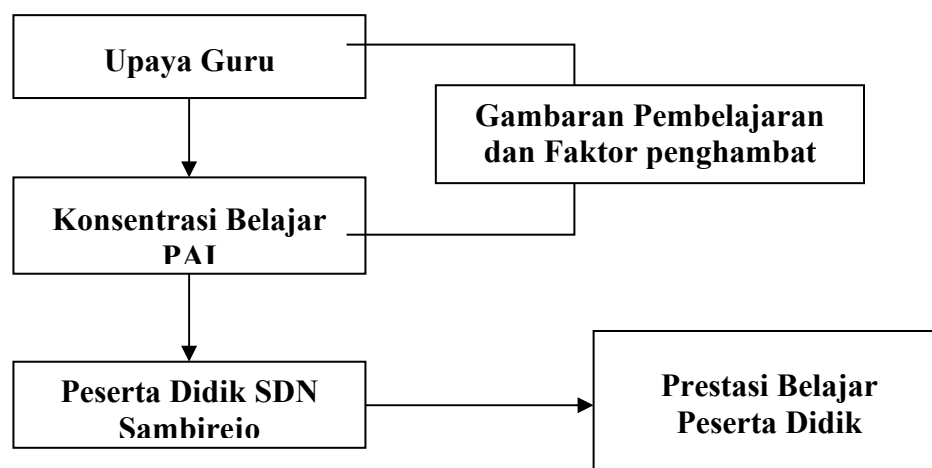 Upaya Guru
Gambaran Pembelajaran
dan Faktor penghambat
Konsentrasi Belajar
PAI
Peserta Didik SDN
Sambirejo
Prestasi Belajar
Peserta Didik